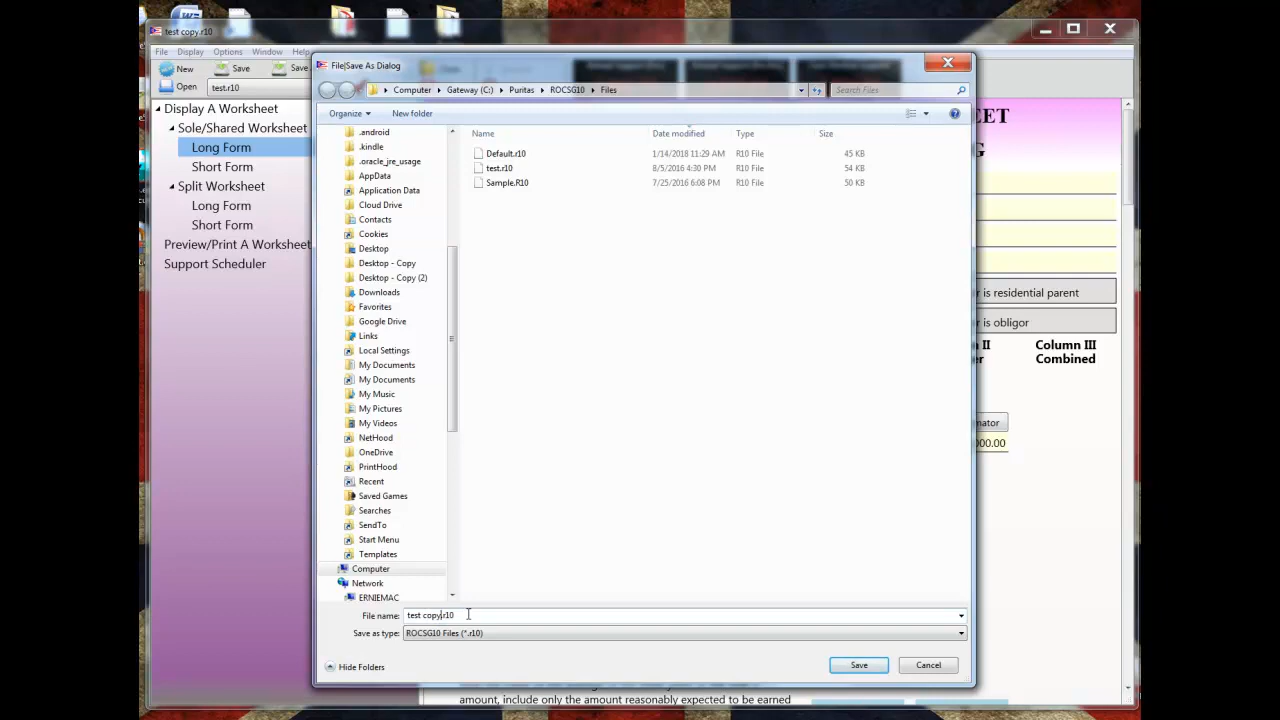 test copy.r10
File Display Options Window Help
New Save Save
Open test.r10
Display A Worksheet
Sole/Shared Worksheet
Long Form
Short Form
Split Worksheet
Long Form
Short Form
Preview/Print A Worksheet
Support Scheduler
File|Save As Dialog
Computer Gateway (C:) Puritas ROCSG10 Files
Search Files
Organize New folder
.android
.kindle
.oracle_jre_usage
AppData
Application Data
Cloud Drive
Contacts
Cookies
Desktop
Desktop - Copy
Desktop - Copy (2)
Downloads
Favorites
Google Drive
Links
Local Settings
My Documents
My Documents
My Music
My Pictures
My Videos
NetHood
OneDrive
PrintHood
Recent
Saved Games
Searches
SendTo
Start Menu
Templates
Computer
Network
ERNIEMAC
Name Date modified Type Size
Default.r10 1/14/2018 11:29 AM R10 File 45 KB
test.r10 8/5/2016 4:30 PM R10 File 54 KB
Sample.R10 7/25/2016 6:08 PM R10 File 50 KB
File name: test copy.r10
Save as type: ROCSG10 Files (*.r10)
Hide Folders
Save Cancel
EET
G
r is residential parent
r is obligor
n II Column III
er Combined
nator
000.00
amount, include only the amount reasonably expected to be earned